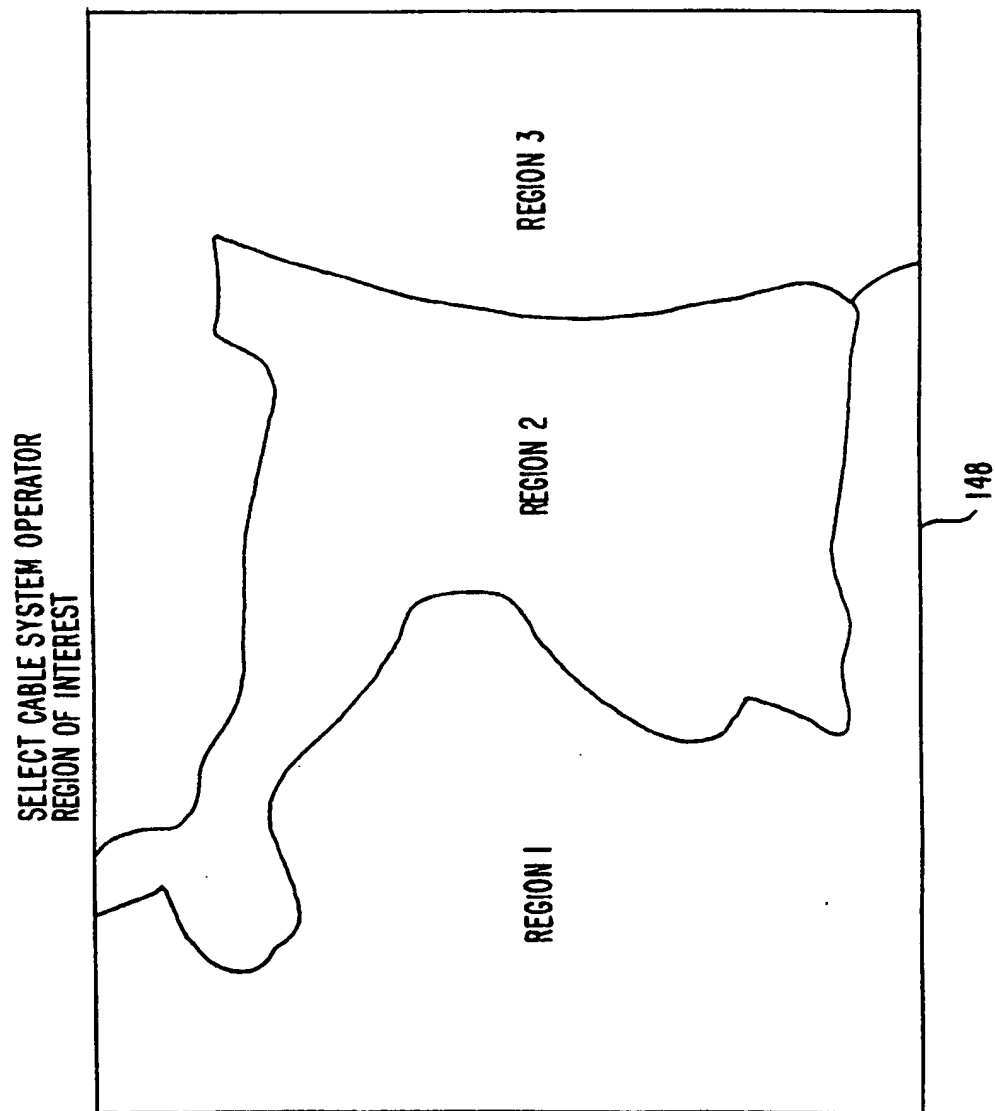 SELECT CABLE SYSTEM OPERATOR
REGION OF INTEREST
REGION 1
REGION 2
REGION 3
148